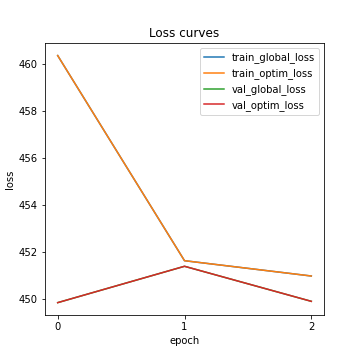 Loss curves
train_global_loss
train_optim_loss
val_global_loss
val_optim_loss
460
458
456
454
452
450
loss
0
1
2
epoch